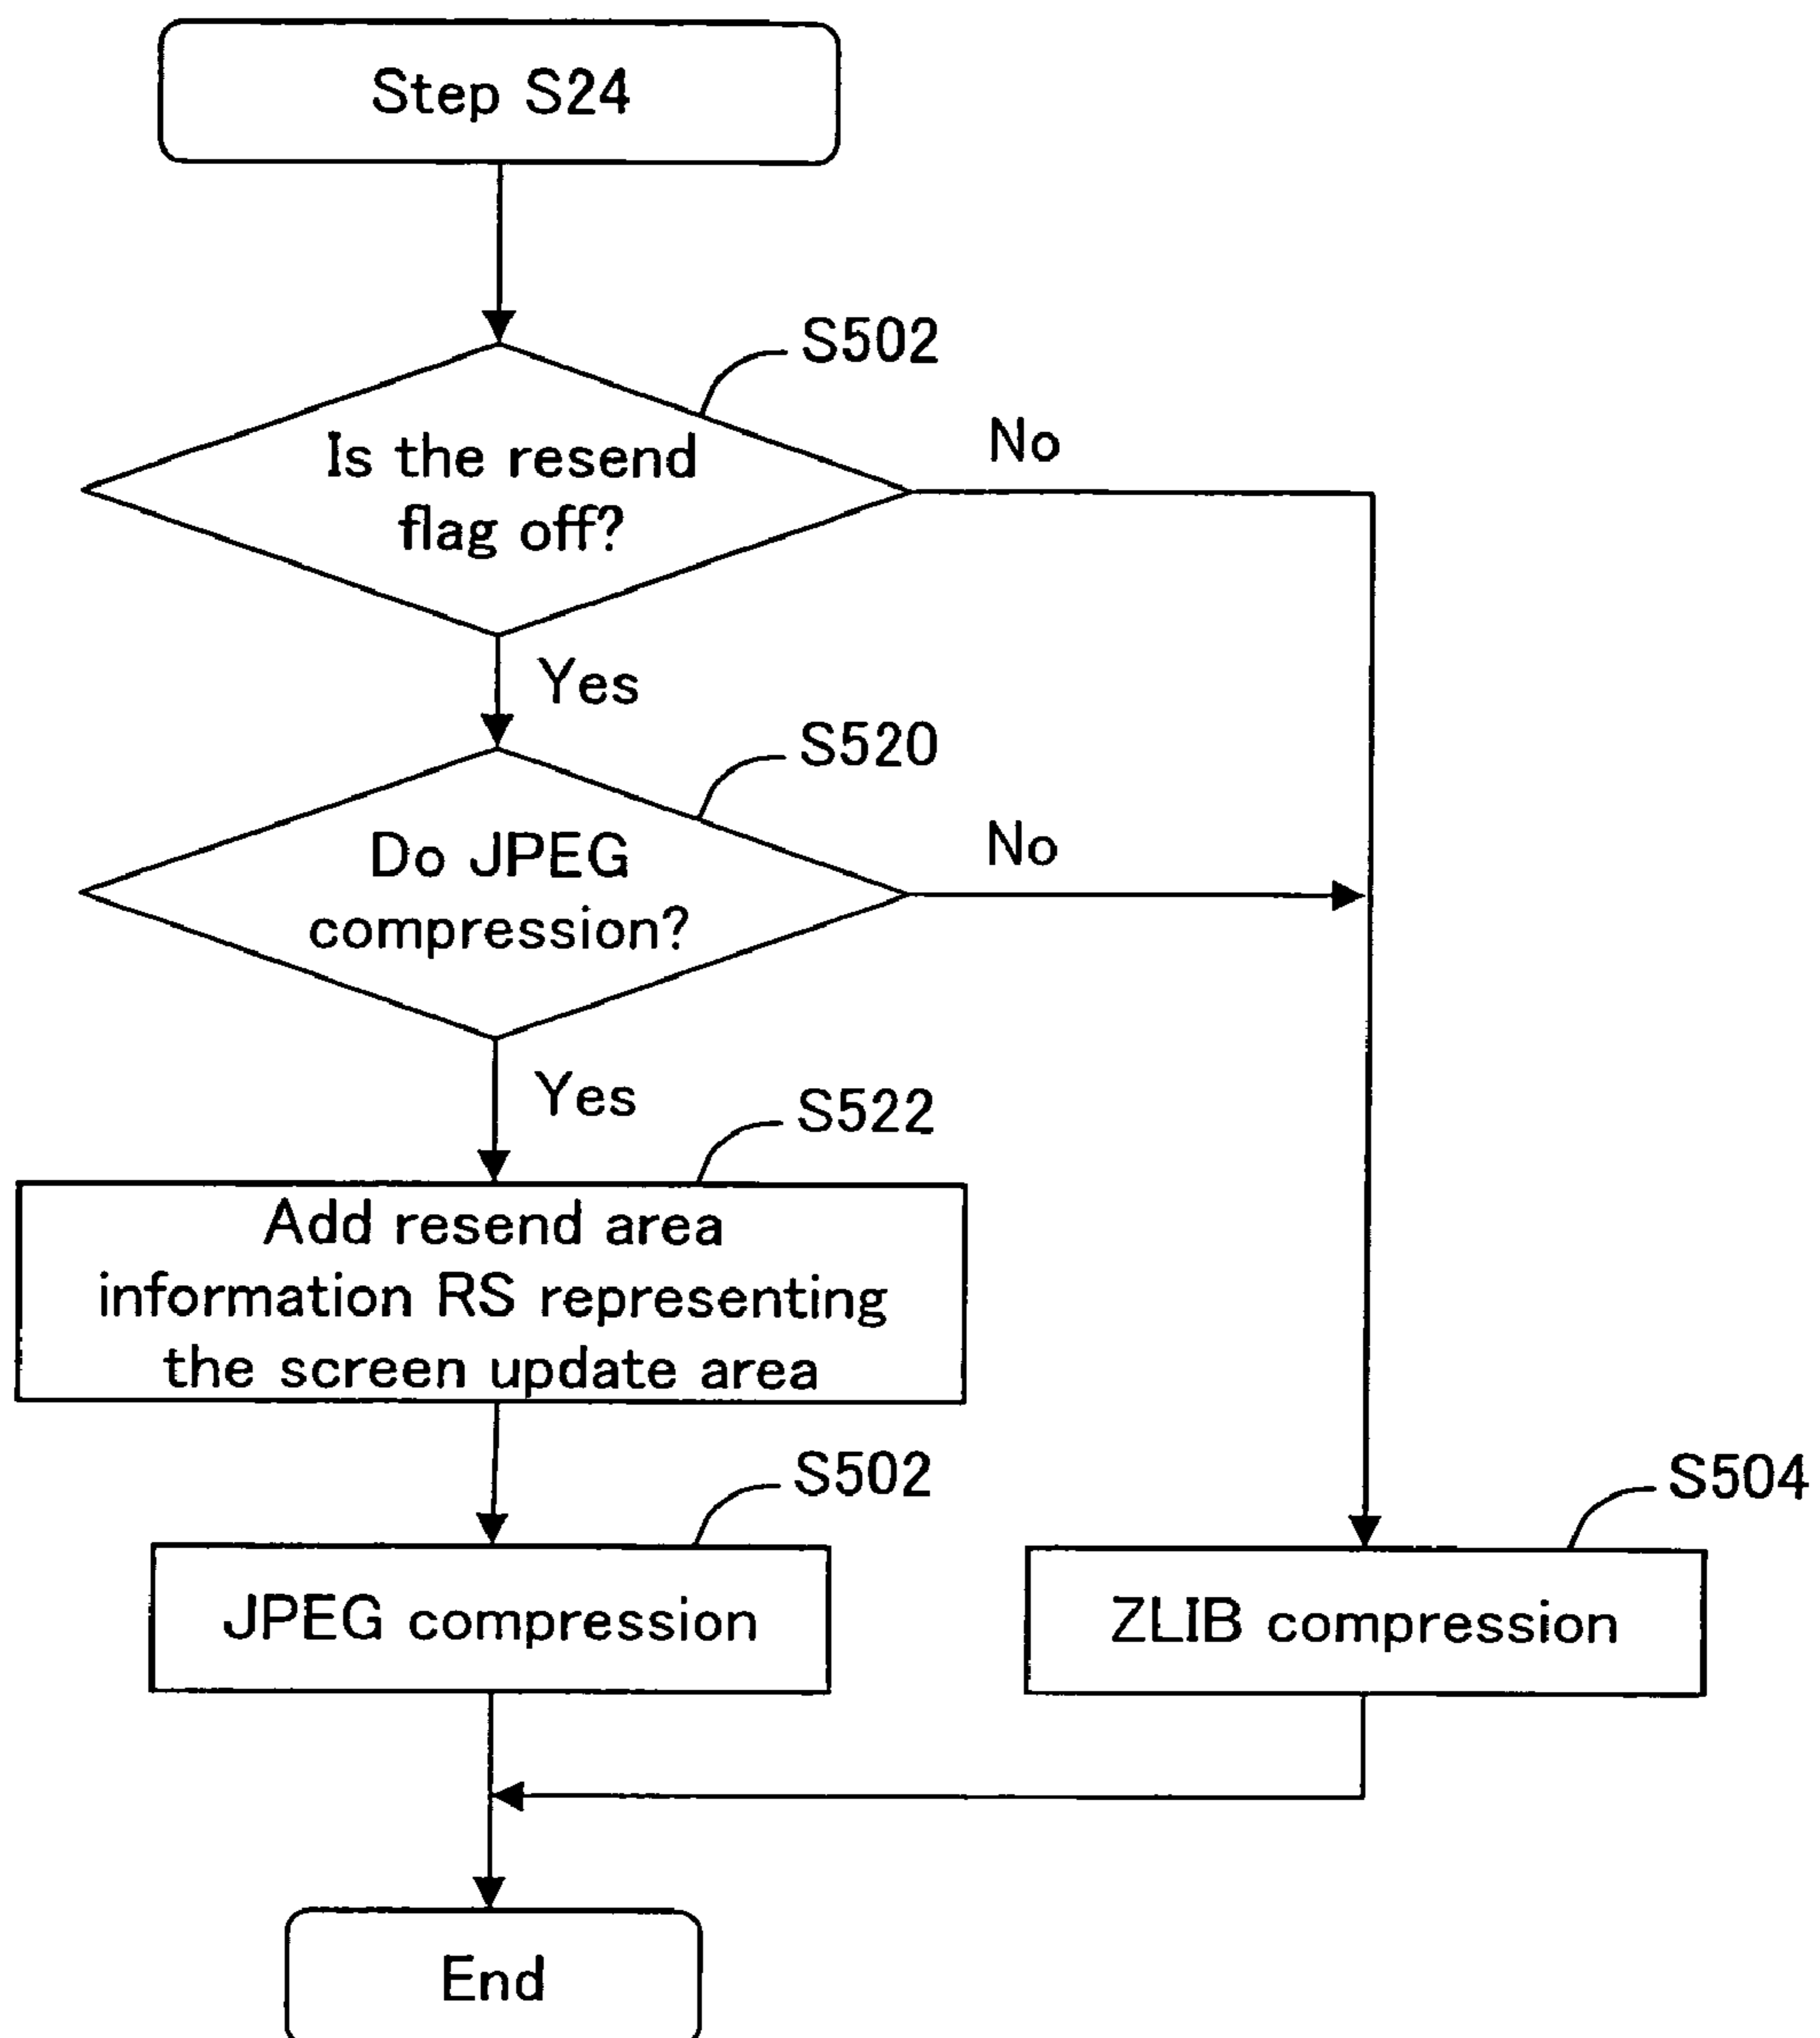 Step S24
S502
Is the resend
flag off?
No
Yes
S520
Do JPEG
compression?
No
Yes
S522
Add resend area
information RS representing
the screen update area
S502
JPEG compression
S504
ZLIB compression
End